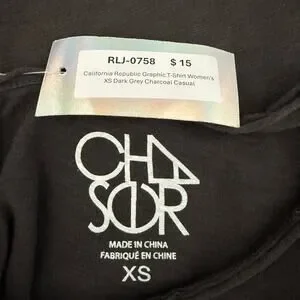 RLJ-0758 $15
California Republic Graphic T-Shirt Women's
XS Dark Grey Charcoal Casual
CHA
SOR
MADE IN CHINA
FABRIQUÉ EN CHINE
XS